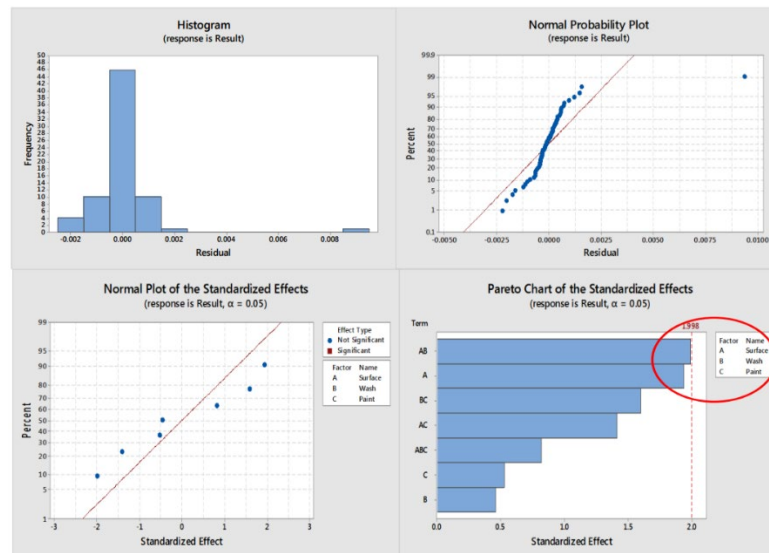 Histogram
(response is Result)
50
48
46
44
42
40
38
36
34
32
30
28
26
24
22
20
18
16
14
12
10
8
6
4
2
0
Frequency
-0.002 0.000 0.002 0.004 0.006 0.008
Residual
Normal Probability Plot
(response is Result)
99.9
99
95
90
80
70
60
50
40
30
20
10
5
1
0.1
Percent
-0.0050 -0.0025 0.0000 0.0025 0.0050 0.0075 0.0100
Residual
Normal Plot of the Standardized Effects
(response is Result, α = 0.05)
99
95
90
80
70
60
50
40
30
20
10
5
1
Percent
-3 -2 -1 0 1 2 3
Standardized Effect
Effect Type
Not Significant
Significant
Factor Name
A Surface
B Wash
C Paint
Pareto Chart of the Standardized Effects
(response is Result, α = 0.05)
Term
1.998
AB
A
BC
AC
ABC
C
B
0.0 0.5 1.0 1.5 2.0
Standardized Effect
Factor Name
A Surface
B Wash
C Paint